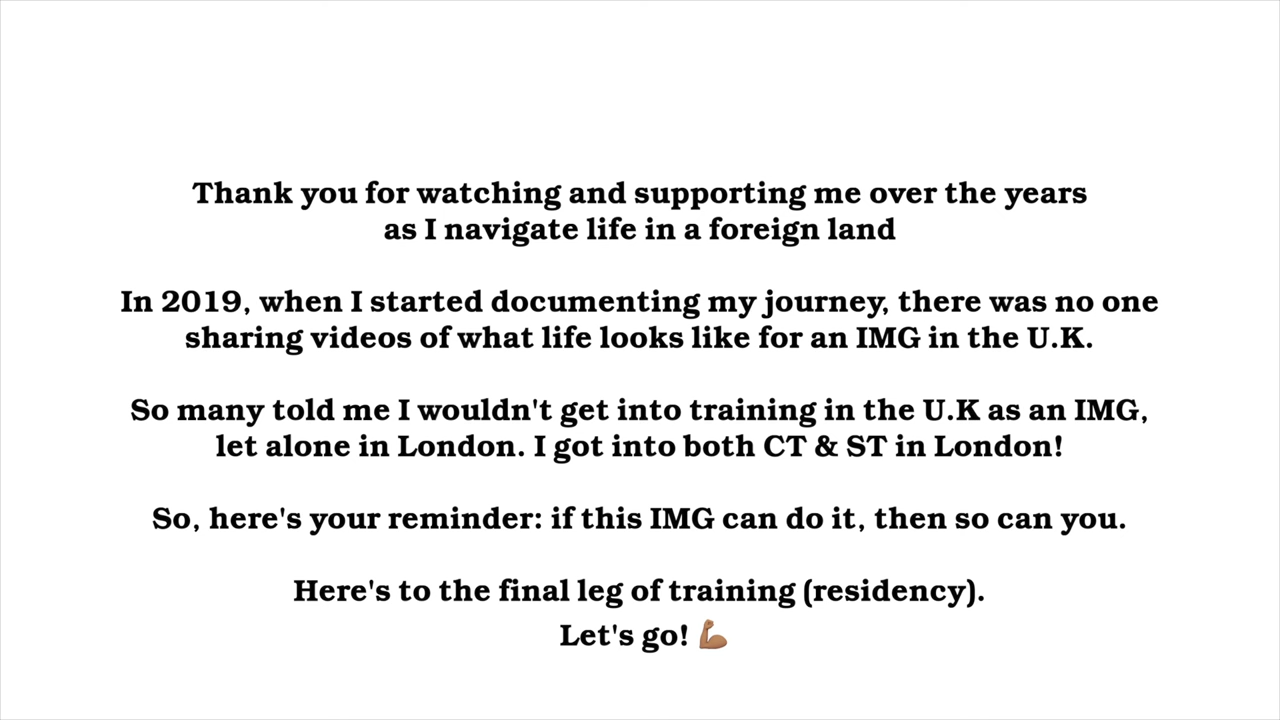 Thank you for watching and supporting me over the years
as I navigate life in a foreign land
In 2019, when I started documenting my journey, there was no one
sharing videos of what life looks like for an IMG in the U.K.
So many told me I wouldn't get into training in the U.K as an IMG,
let alone in London. I got into both CT & ST in London!
So, here's your reminder: if this IMG can do it, then so can you.
Here's to the final leg of training (residency).
Let's go! 💪🏽